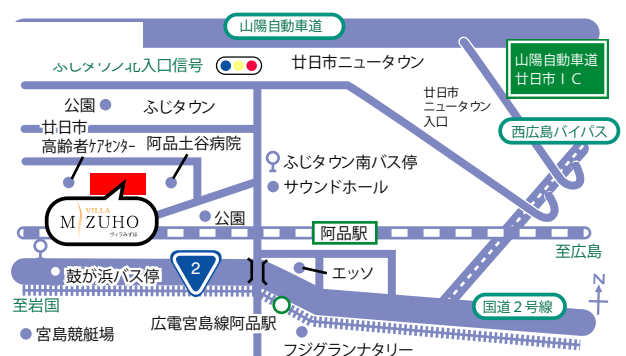 山陽自動車道
ふじタウン北入口信号
廿日市ニュータウン
山陽自動車道
廿日市ＩＣ
公園
ふじタウン
廿日市
ニュータウン
入口
廿日市
高齢者ケアセンター
阿品土谷病院
西広島バイパス
ふじタウン南バス停
サウンドホール
VILLA
MIZUHO
ヴィラみずほ
公園
阿品駅
至広島
2
エッソ
鼓が浜バス停
N
至岩国
国道２号線
広電宮島線阿品駅
宮島競艇場
フジグランナタリー